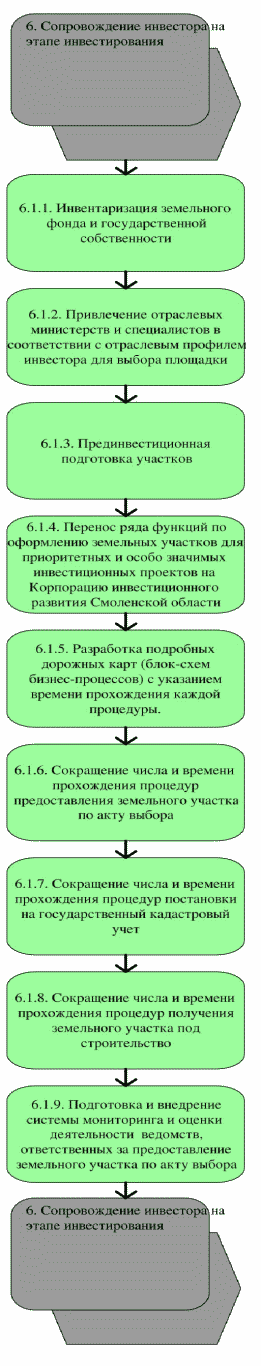 6. Сопровождение инвестора на
этапе инвестирования
6.1.1. Инвентаризация земельного
фонда и государственной
собственности
6.1.2. Привлечение отраслевых
министерств и специалистов в
соответствии с отраслевым профилем
инвестора для выбора площадки
6.1.3. Прединвестиционная
подготовка участков
6.1.4. Перенос ряда функций по
оформлению земельных участков для
приоритетных и особо значимых
инвестиционных проектов на
Корпорацию инвестиционного
развития Смоленской области
6.1.5. Разработка подробных
дорожных карт (блок-схем
бизнес-процессов) с указанием
времени прохождения каждой
процедуры.
6.1.6. Сокращение числа и времени
прохождения процедур
предоставления земельного участка
по акту выбора
6.1.7. Сокращение числа и времени
прохождения процедур постановки
на государственный кадастровый
учет
6.1.8. Сокращение числа и времени
прохождения процедур получения
земельного участка под
строительство
6.1.9. Подготовка и внедрение
системы мониторинга и оценки
деятельности ведомств,
ответственных за предоставление
земельного участка по акту выбора
6. Сопровождение инвестора на
этапе инвестирования